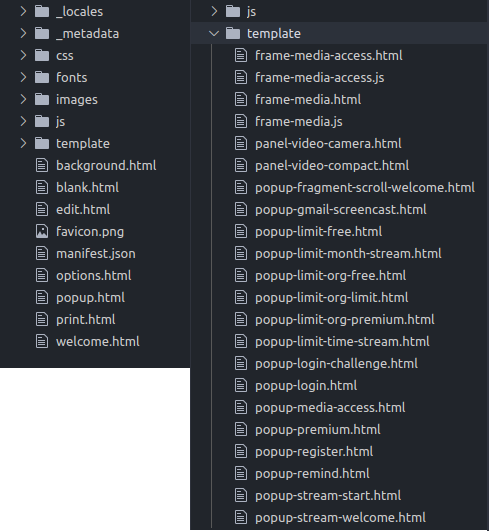 _locales
_metadata
css
fonts
images
js
template
background.html
blank.html
edit.html
favicon.png
manifest.json
options.html
popup.html
print.html
welcome.html
js
template
frame-media-access.html
frame-media-access.js
frame-media.html
frame-media.js
panel-video-camera.html
panel-video-compact.html
popup-fragment-scroll-welcome.html
popup-gmail-screencast.html
popup-limit-free.html
popup-limit-month-stream.html
popup-limit-org-free.html
popup-limit-org-limit.html
popup-limit-org-premium.html
popup-limit-time-stream.html
popup-login-challenge.html
popup-login.html
popup-media-access.html
popup-premium.html
popup-register.html
popup-remind.html
popup-stream-start.html
popup-stream-welcome.html